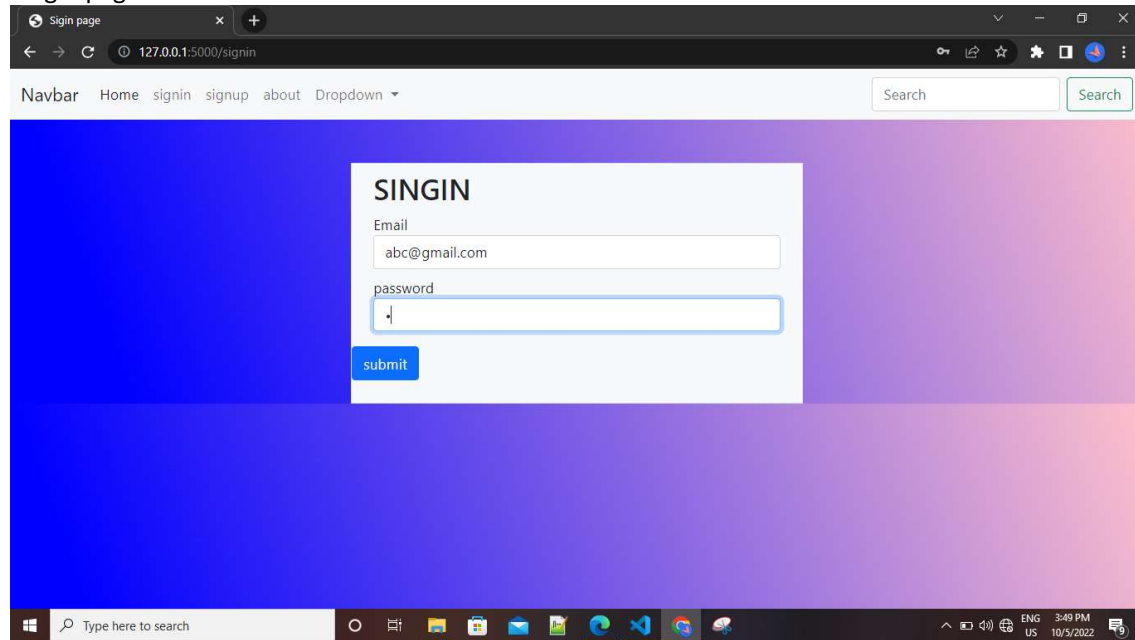 Sigin page
127.0.0.1:5000/signin
Navbar Home signin signup about Dropdown Search Search
SINGIN
Email
abc@gmail.com
password
submit
Type here to search
ENG 3:49 PM
US 10/5/2022